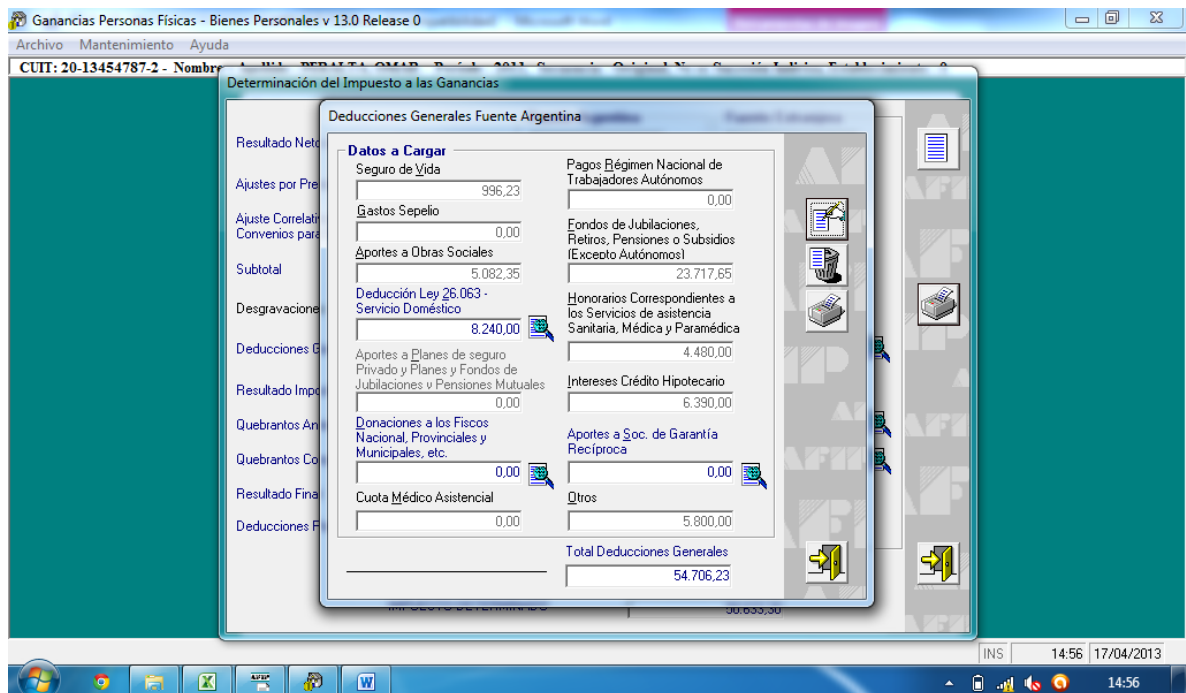 Ganancias Personas Físicas - Bienes Personales v 13.0 Release 0
Archivo Mantenimiento Ayuda
CUIT: 20-13454787-2 - Nombre
Determinación del Impuesto a las Ganancias
Deducciones Generales Fuente Argentina
Resultado Neto
Ajustes por Pre
Ajuste Correlati
Convenios para
Subtotal
Desgravacione
Deducciones G
Resultado Impo
Quebrantos An
Quebrantos Co
Resultado Fina
Deducciones P
Datos a Cargar
Seguro de Vida
996,23
Gastos Sepelio
0,00
Aportes a Obras Sociales
5.082,35
Deducción Ley 26.063 -
Servicio Doméstico
8.240,00
Aportes a Planes de seguro
Privado y Planes y Fondos de
Jubilaciones y Pensiones Mutuales
0,00
Donaciones a los Fiscos
Nacional, Provinciales y
Municipales, etc.
0,00
Cuota Médico Asistencial
0,00
Pagos Régimen Nacional de
Trabajadores Autónomos
0,00
Fondos de Jubilaciones,
Retiros, Pensiones o Subsidios
(Excepto Autónomos)
23.717,65
Honorarios Correspondientes a
los Servicios de asistencia
Sanitaria, Médica y Paramédica
4.480,00
Intereses Crédito Hipotecario
6.390,00
Aportes a Soc. de Garantía
Recíproca
0,00
Otros
5.800,00
Total Deducciones Generales
54.706,23
INS 14:56 17/04/2013
14:56